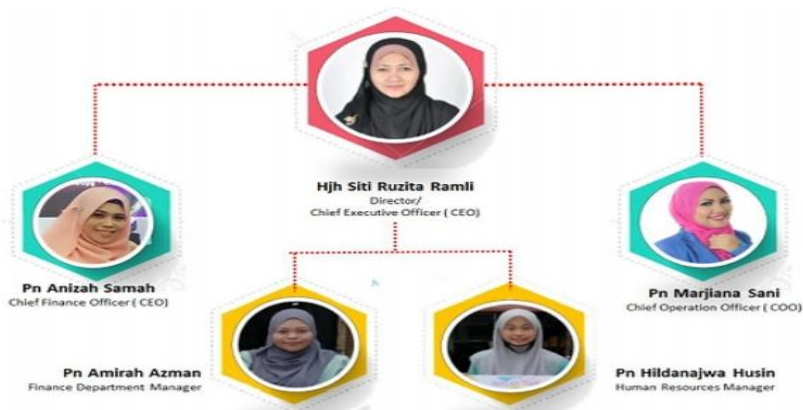 Hjh Siti Ruzita Ramli
Director/
Chief Executive Officer ( CEO)
Pn Anizah Samah
Chief Finance Officer ( CEO)
Pn Marjiana Sani
Chief Operation Officer ( COO)
Pn Amirah Azman
Finance Department Manager
Pn Hildanajwa Husin
Human Resources Manager